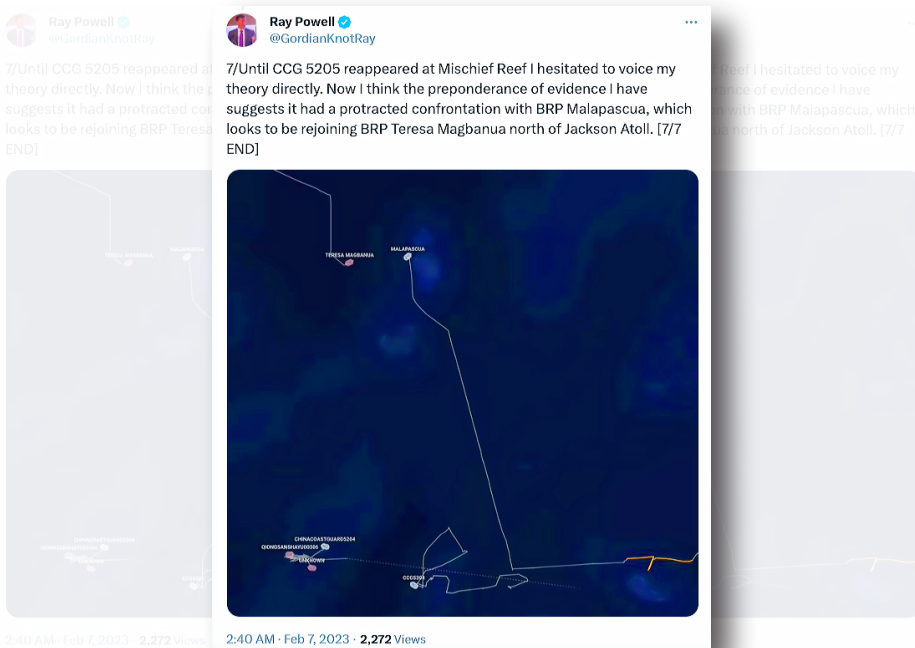 Ray Powell
@GordianKnotRay
7/Until CCG 5205 reappeared at Mischief Reef I hesitated to voice my
theory directly. Now I think the preponderance of evidence I have
suggests it had a protracted confrontation with BRP Malapascua, which
looks to be rejoining BRP Teresa Magbanua north of Jackson Atoll. [7/7
END]
TERESA MAGBANUA
MALAPASCUA
CHINACOASTGUARD5204
UNKNOWN
2:40 AM · Feb 7, 2023 · 2,272 Views